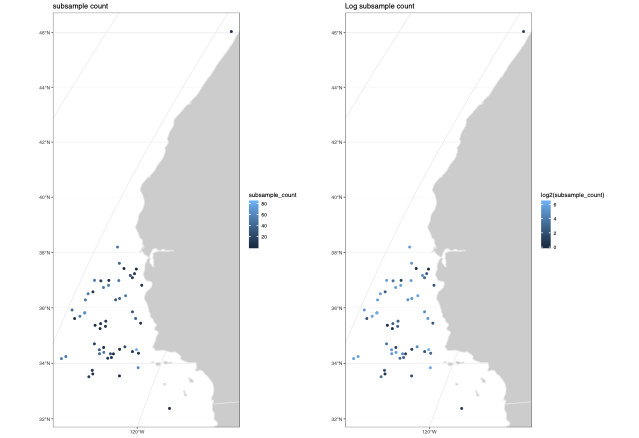 subsample count
46°N
44°N
42°N
40°N
38°N
36°N
34°N
32°N
120°W
subsample_count
80
60
40
20
Log subsample count
46°N
44°N
42°N
40°N
38°N
36°N
34°N
32°N
120°W
log2(subsample_count)
6
4
2
0